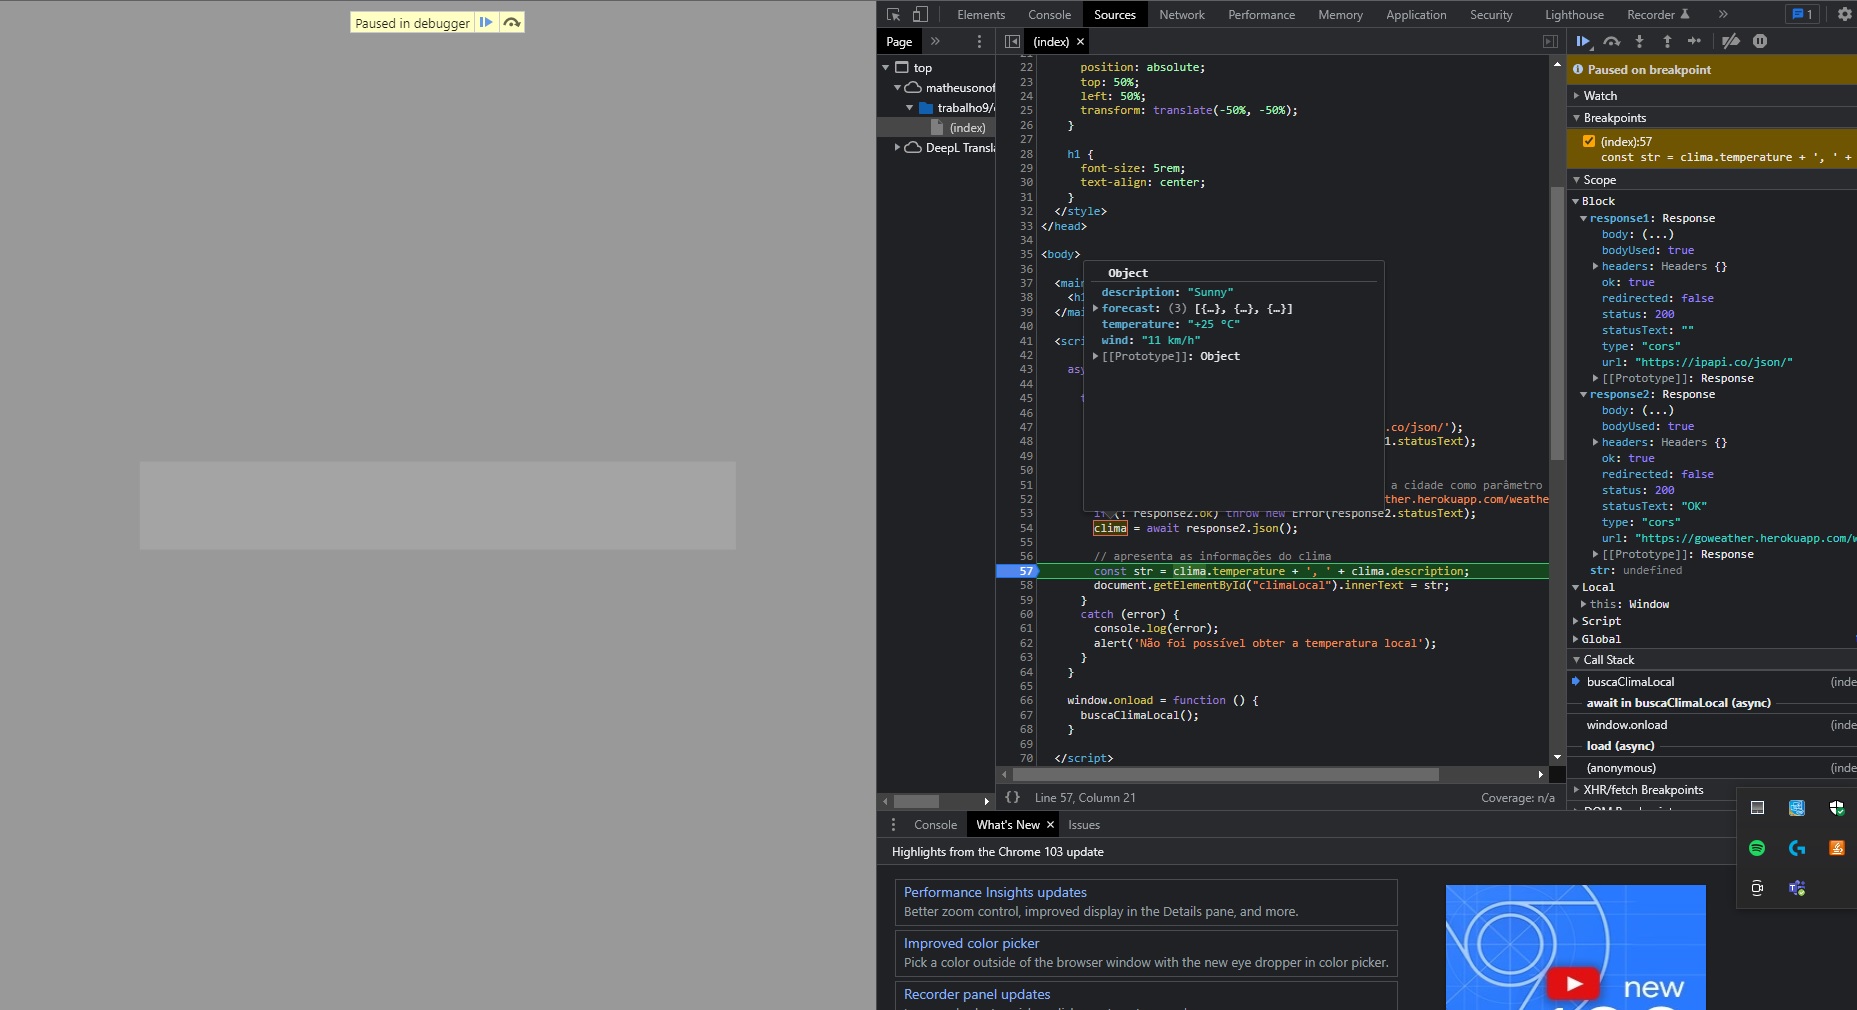 Paused in debugger
Elements Console Sources Network Performance Memory Application Security Lighthouse Recorder » 1
Page » (index) ×
top
matheusonof
trabalho9/
(index)
DeepL Transla
22 position: absolute;
23 top: 50%;
24 left: 50%;
25 transform: translate(-50%, -50%);
26 }
27
28 h1 {
29 font-size: 5rem;
30 text-align: center;
31 }
32 </style>
33 </head>
34
35 <body>
36
37 <mai
38 <h1
39 </mai
40
41 <scri
42
43 asy
44
45 t
46
47 .co/json/');
48 1.statusText);
49
50
51 a cidade como parâmetro
52 ther.herokuapp.com/weathe
53 if (! response2.ok) throw new Error(response2.statusText);
54 clima = await response2.json();
55
56 // apresenta as informações do clima
57 const str = clima.temperature + ', ' + clima.description;
58 document.getElementById("climaLocal").innerText = str;
59 }
60 catch (error) {
61 console.log(error);
62 alert('Não foi possível obter a temperatura local');
63 }
64 }
65
66 window.onload = function () {
67 buscaClimaLocal();
68 }
69
70 </script>
Object
description: "Sunny"
forecast: (3) [{…}, {…}, {…}]
temperature: "+25 °C"
wind: "11 km/h"
[[Prototype]]: Object
{} Line 57, Column 21 Coverage: n/a
Paused on breakpoint
Watch
Breakpoints
(index):57
const str = clima.temperature + ', ' +
Scope
Block
response1: Response
body: (...)
bodyUsed: true
headers: Headers {}
ok: true
redirected: false
status: 200
statusText: ""
type: "cors"
url: "https://ipapi.co/json/"
[[Prototype]]: Response
response2: Response
body: (...)
bodyUsed: true
headers: Headers {}
ok: true
redirected: false
status: 200
statusText: "OK"
type: "cors"
url: "https://goweather.herokuapp.com/w
[[Prototype]]: Response
str: undefined
Local
this: Window
Script
Global
Call Stack
buscaClimaLocal (inde
await in buscaClimaLocal (async)
window.onload (inde
load (async)
(anonymous) (inde
XHR/fetch Breakpoints
Console What's New × Issues
Highlights from the Chrome 103 update
Performance Insights updates
Better zoom control, improved display in the Details pane, and more.
Improved color picker
Pick a color outside of the browser window with the new eye dropper in color picker.
Recorder panel updates
new